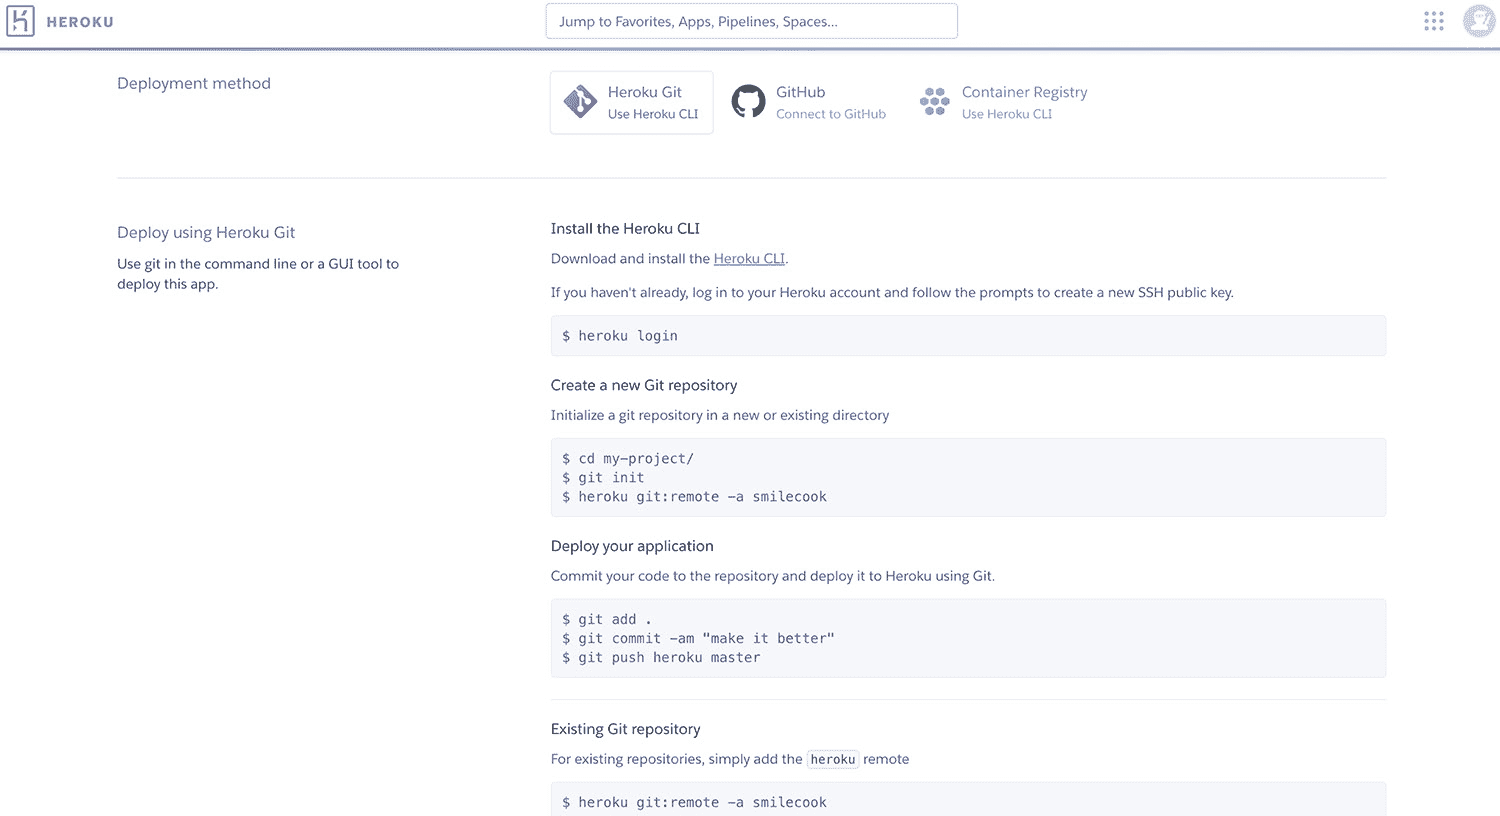 HEROKU
Jump to Favorites, Apps, Pipelines, Spaces...
Deployment method
Heroku Git
Use Heroku CLI
GitHub
Connect to GitHub
Container Registry
Use Heroku CLI
Deploy using Heroku Git
Use git in the command line or a GUI tool to
deploy this app.
Install the Heroku CLI
Download and install the Heroku CLI.
If you haven't already, log in to your Heroku account and follow the prompts to create a new SSH public key.
$ heroku login
Create a new Git repository
Initialize a git repository in a new or existing directory
$ cd my-project/
$ git init
$ heroku git:remote -a smilecook
Deploy your application
Commit your code to the repository and deploy it to Heroku using Git.
$ git add .
$ git commit -am "make it better"
$ git push heroku master
Existing Git repository
For existing repositories, simply add the heroku remote
$ heroku git:remote -a smilecook